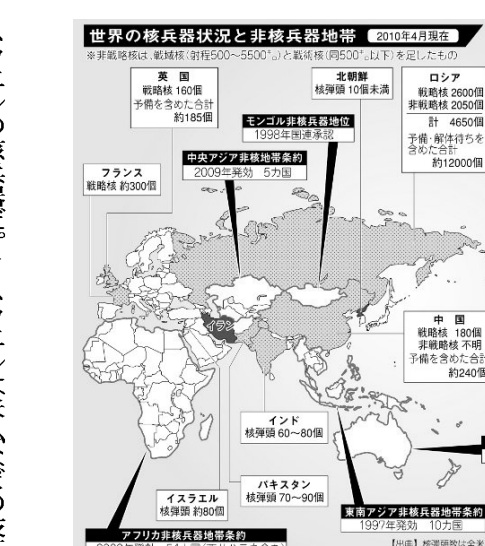 世界の核兵器状況と非核兵器地帯 2010年4月現在
※非戦略核は、戦域核(射程500~5500㌔)と戦術核(同500㌔以下)を足したもの
英 国
戦略核 160個
予備を含めた合計
約185個
北朝鮮
核弾頭 10個未満
ロシア
戦略核 2600個
非戦略核 2050個
計 4650個
予備・解体待ちを
含めた合計
約12000個
モンゴル非核兵器地位
1998年国連承認
中央アジア非核地帯条約
2009年発効 5カ国
フランス
戦略核 約300個
イラン
中 国
戦略核 180個
非戦略核 不明
予備を含めた合計
約240個
インド
核弾頭 60~80個
パキスタン
核弾頭 70~90個
イスラエル
核弾頭 約80個
東南アジア非核兵器地帯条約
1997年発効 10カ国
アフリカ非核兵器地帯条約
【出典】核弾頭数は全米